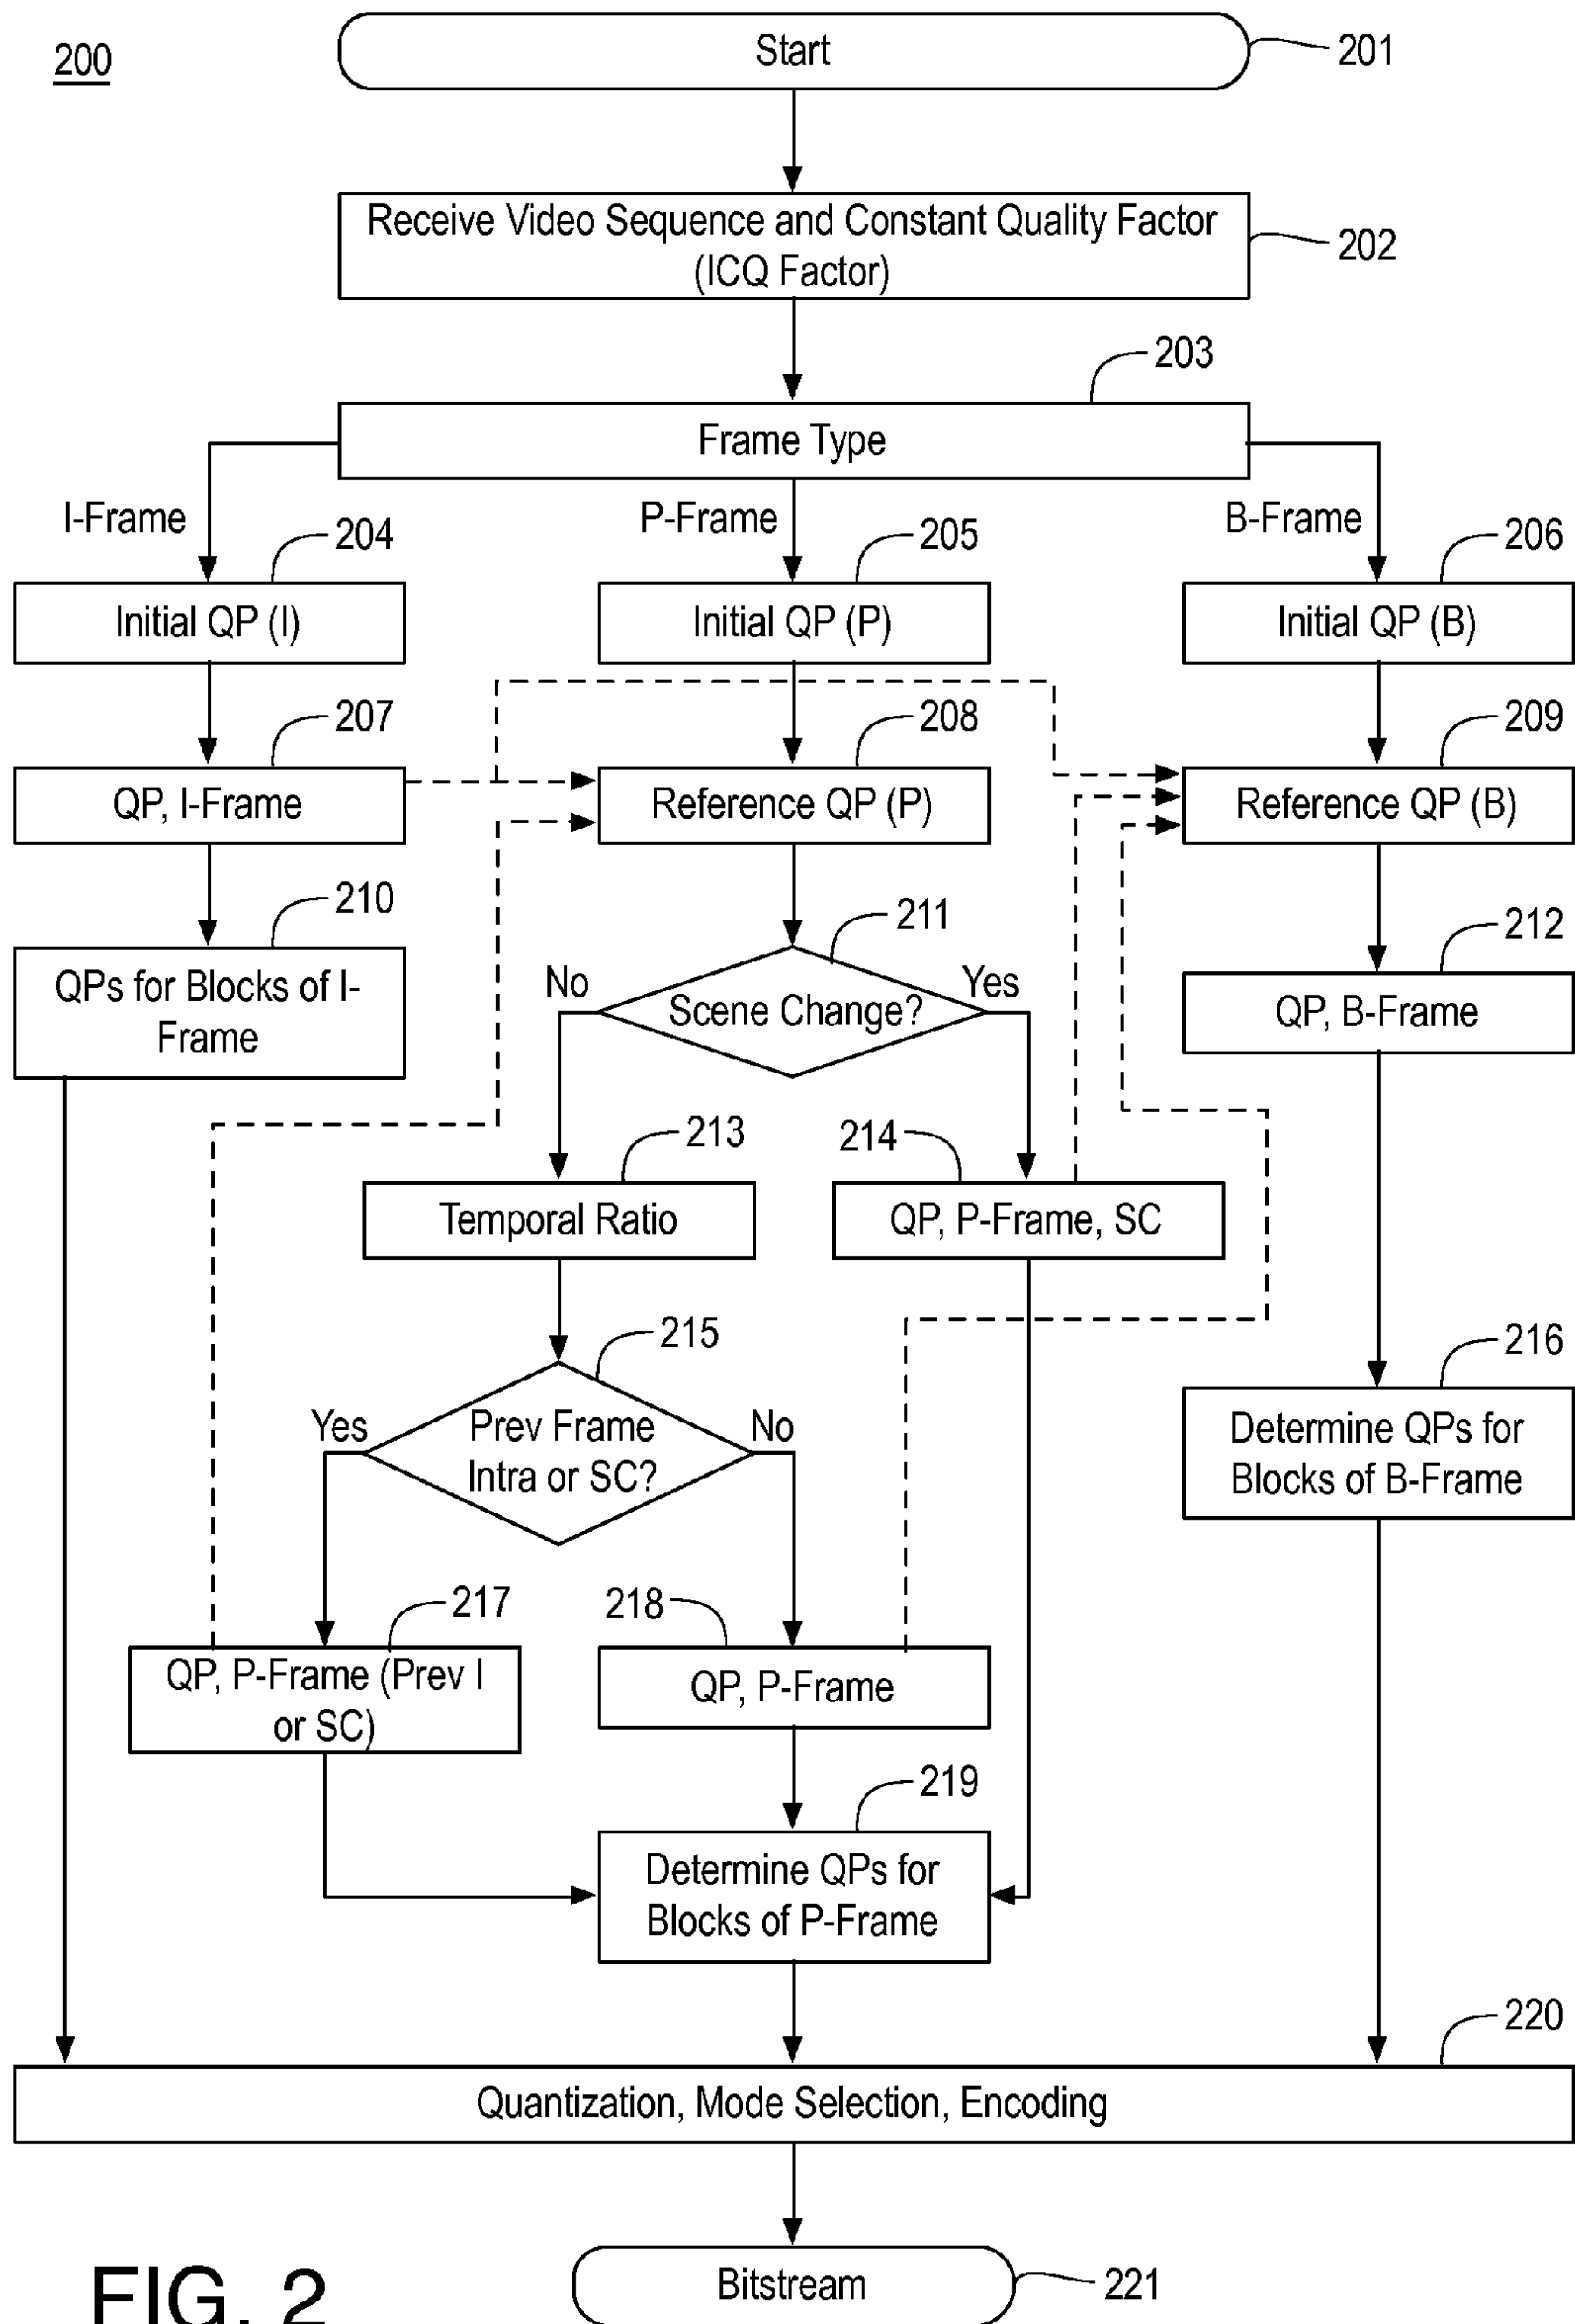 200
Start
201
Receive Video Sequence and Constant Quality Factor
(ICQ Factor)
202
203
Frame Type
I-Frame
P-Frame
B-Frame
204
205
206
Initial QP (I)
Initial QP (P)
Initial QP (B)
207
208
209
QP, I-Frame
Reference QP (P)
Reference QP (B)
210
211
212
QPs for Blocks of I-
Frame
No
Scene Change?
Yes
QP, B-Frame
213
214
Temporal Ratio
QP, P-Frame, SC
215
216
Yes
Prev Frame
Intra or SC?
No
Determine QPs for
Blocks of B-Frame
217
218
QP, P-Frame (Prev I
or SC)
QP, P-Frame
219
Determine QPs for
Blocks of P-Frame
220
Quantization, Mode Selection, Encoding
Bitstream
221
FIG. 2